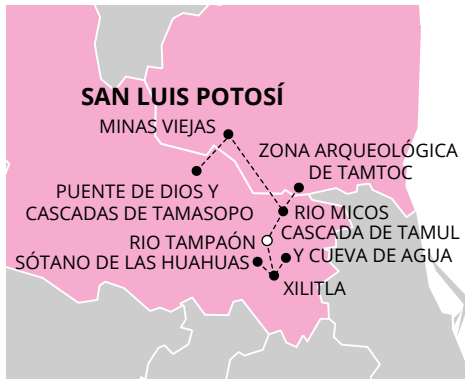 SAN LUIS POTOSÍ
MINAS VIEJAS
ZONA ARQUEOLÓGICA
DE TAMTOC
PUENTE DE DIOS Y
CASCADAS DE TAMASOPO
RIO MICOS
CASCADA DE TAMUL
Y CUEVA DE AGUA
RIO TAMPAÓN
SÓTANO DE LAS HUAHUAS
XILITLA